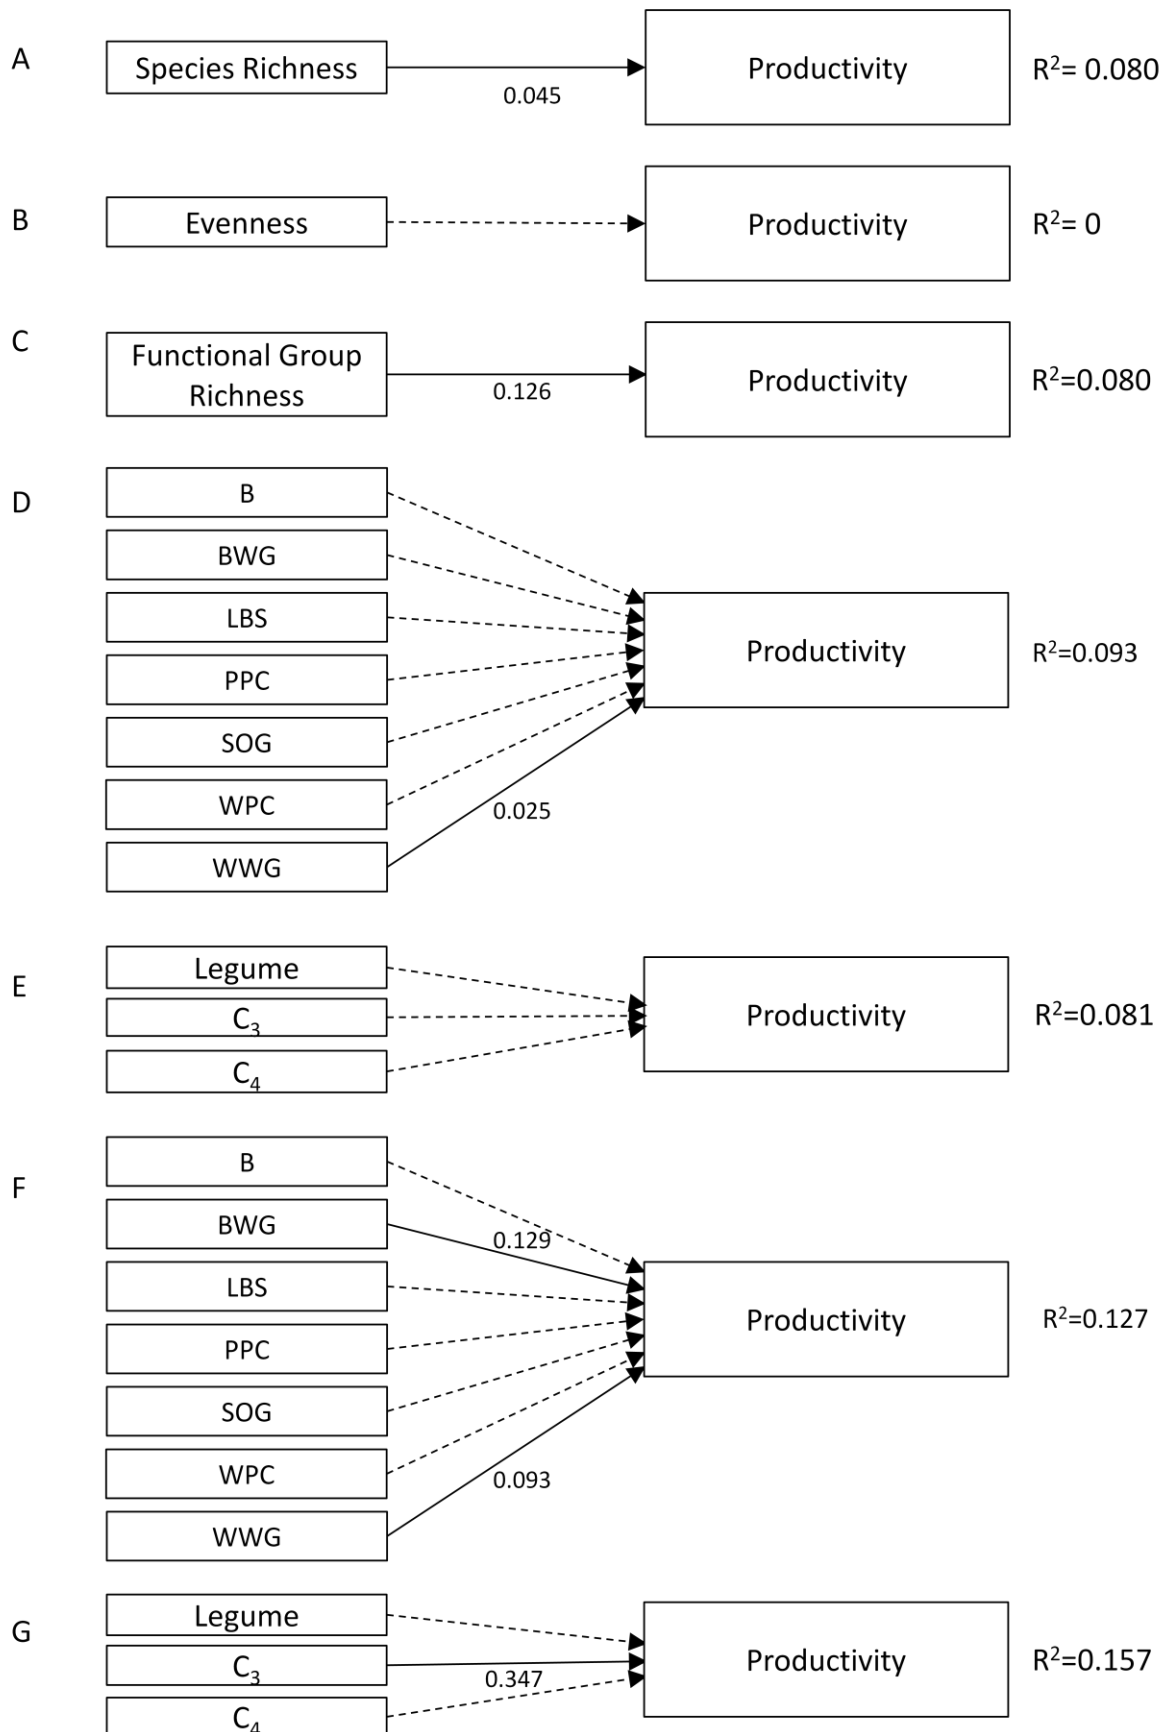 A
Species Richness
0.045
Productivity
R²= 0.080
B
Evenness
Productivity
R²= 0
C
Functional Group
Richness
0.126
Productivity
R²=0.080
D
B
BWG
LBS
PPC
SOG
WPC
WWG
0.025
Productivity
R²=0.093
E
Legume
C₃
C₄
Productivity
R²=0.081
F
B
BWG
LBS
PPC
SOG
WPC
WWG
0.129
0.093
Productivity
R²=0.127
G
Legume
C₃
C₄
0.347
Productivity
R²=0.157